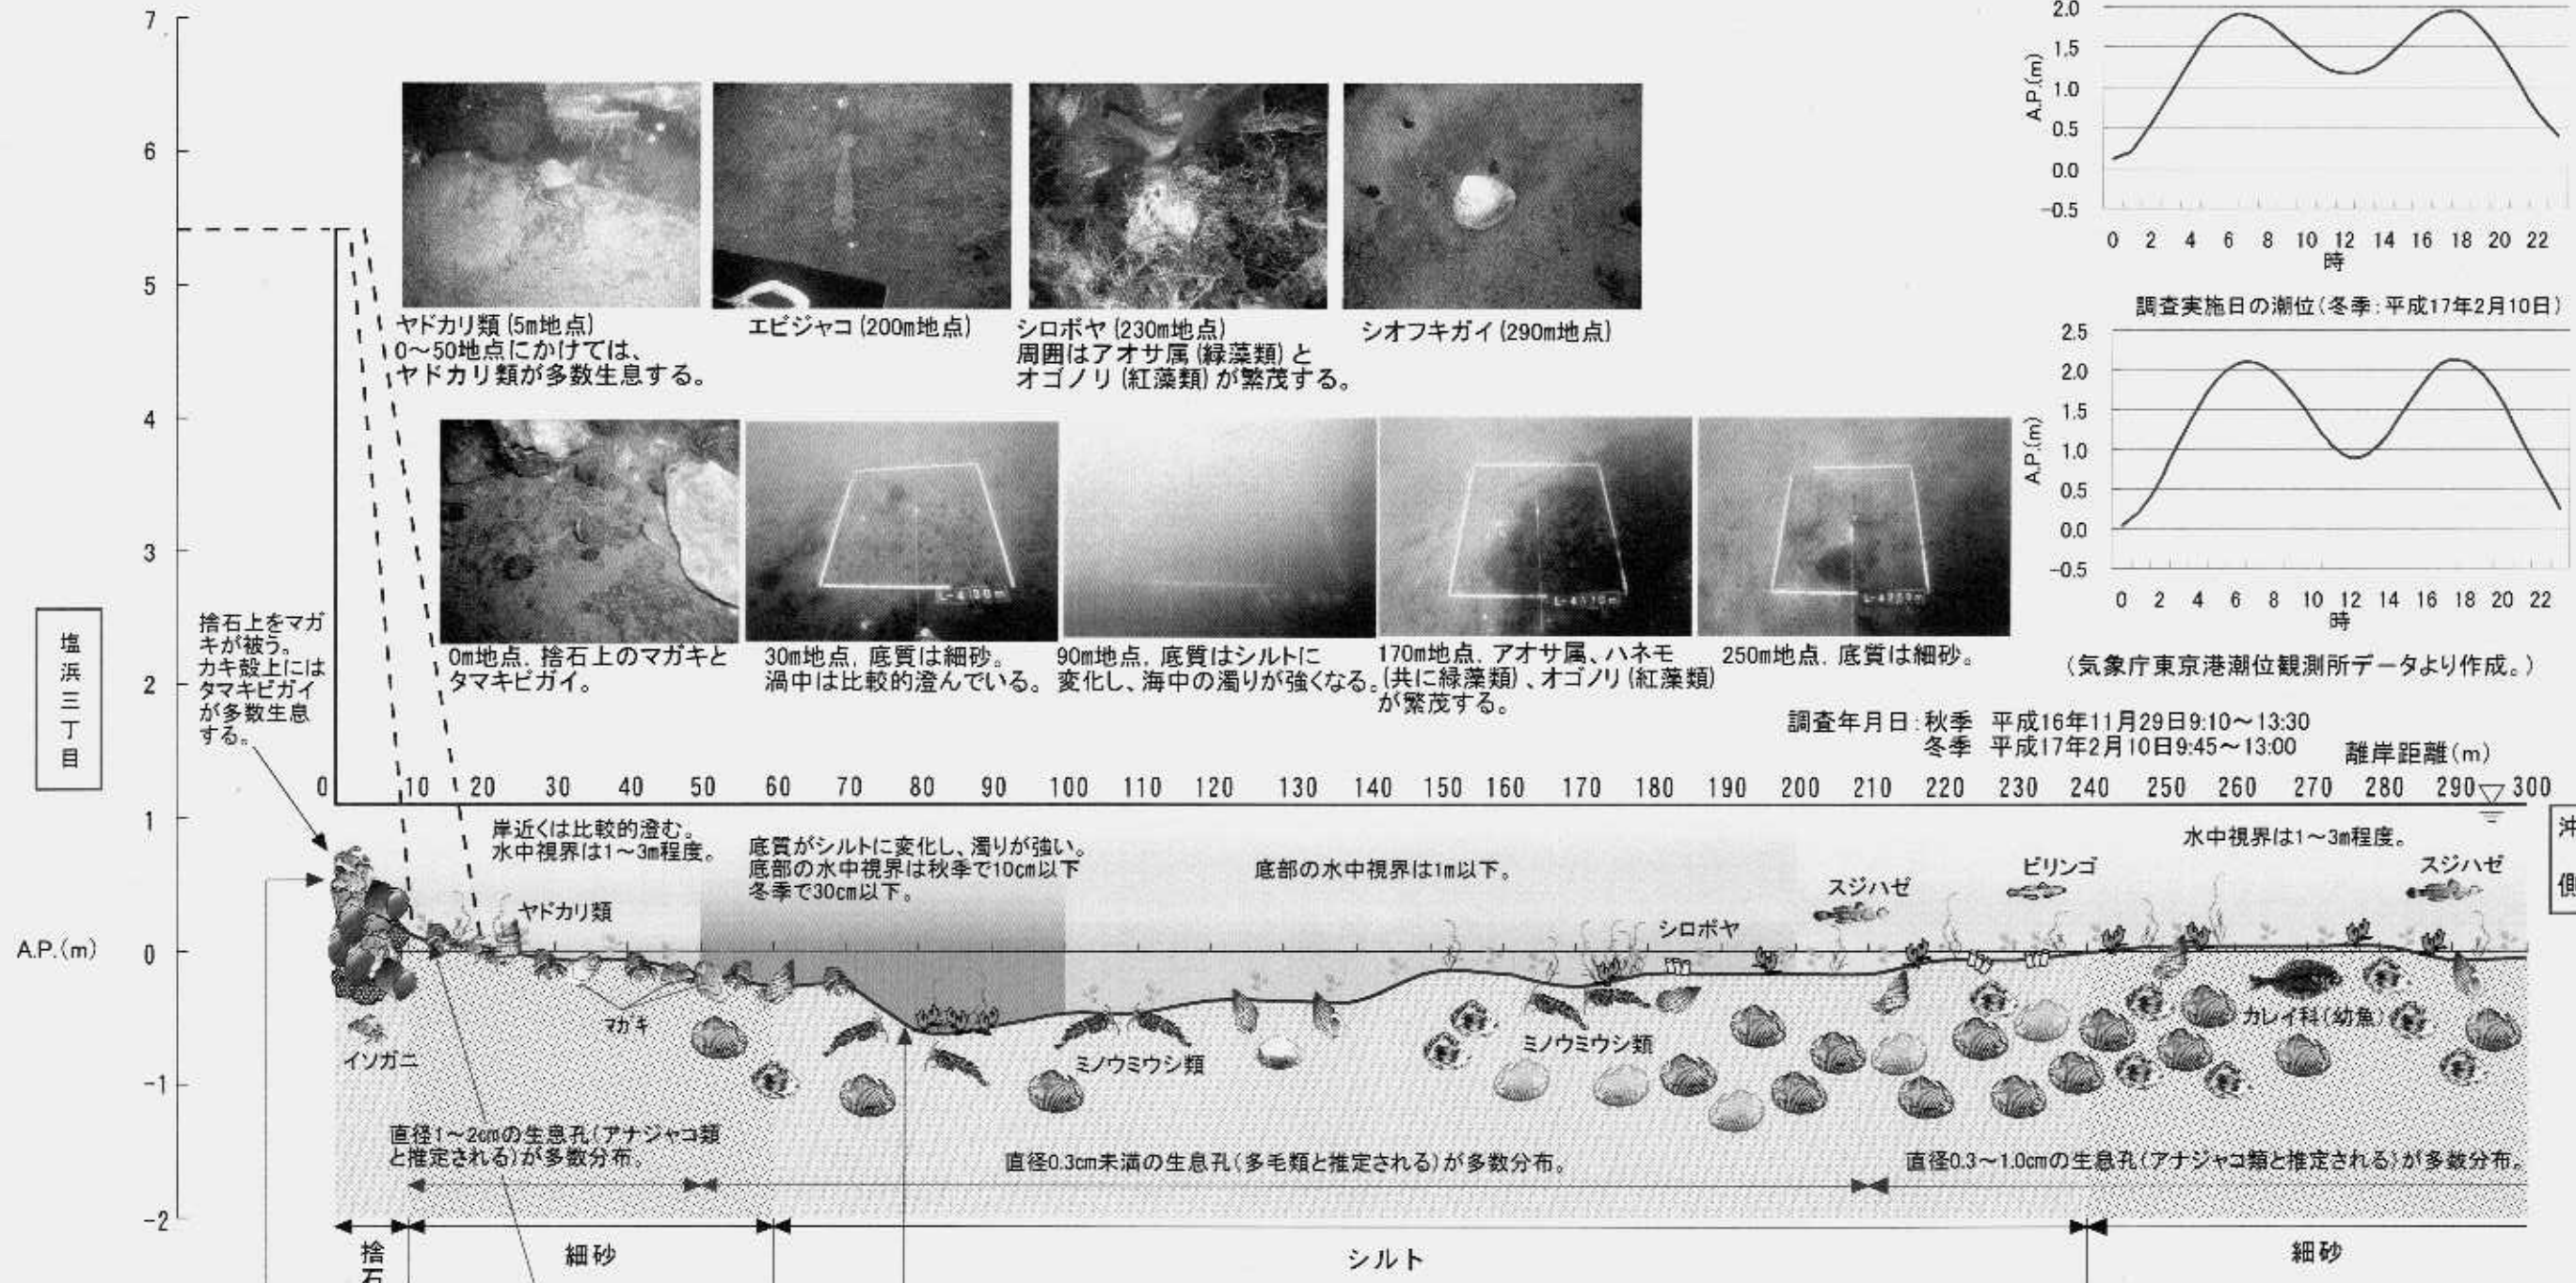 7
6
5
4
3
2
1
0
-1
-2
A.P.(m)
塩浜三丁目
ヤドカリ類(5m地点)
0～50地点にかけては、
ヤドカリ類が多数生息する。
エビジャコ(200m地点)
シロボヤ(230m地点)
周囲はアオサ属(緑藻類)と
オゴノリ(紅藻類)が繁茂する。
シオフキガイ(290m地点)
0m地点. 捨石上のマガキと
タマキビガイ。
30m地点. 底質は細砂。
渦中は比較的澄んでいる。
90m地点. 底質はシルトに
変化し、海中の濁りが強くなる。
170m地点. アオサ属、ハネモ
(共に緑藻類)、オゴノリ(紅藻類)
が繁茂する。
250m地点. 底質は細砂。
2.0
1.5
1.0
0.5
0.0
-0.5
A.P.(m)
0 2 4 6 8 10 12 14 16 18 20 22
時
調査実施日の潮位(冬季:平成17年2月10日)
2.5
2.0
1.5
1.0
0.5
0.0
-0.5
A.P.(m)
0 2 4 6 8 10 12 14 16 18 20 22
時
(気象庁東京港潮位観測所データより作成。)
調査年月日:秋季 平成16年11月29日9:10～13:30
冬季 平成17年2月10日9:45～13:00
離岸距離(m)
捨石上をマガ
キが被う。
カキ殻上には
タマキビガイ
が多数生息
する。
0 10 20 30 40 50 60 70 80 90 100 110 120 130 140 150 160 170 180 190 200 210 220 230 240 250 260 270 280 290 300
岸近くは比較的澄む。
水中視界は1～3m程度。
底質がシルトに変化し、濁りが強い。
底部の水中視界は秋季で10cm以下
冬季で30cm以下。
底部の水中視界は1m以下。
水中視界は1～3m程度。
沖
側
ヤドカリ類
シロボヤ
スジハゼ
ビリンゴ
スジハゼ
イソガニ
マガキ
ミノウミウシ類
ミノウミウシ類
カレイ科(幼魚)
直径1～2cmの生息孔(アナジャコ類
と推定される)が多数分布。
直径0.3cm未満の生息孔(多毛類と推定される)が多数分布。
直径0.3～1.0cmの生息孔(アナジャコ類と推定される)が多数分布。
捨石
細砂
シルト
細砂